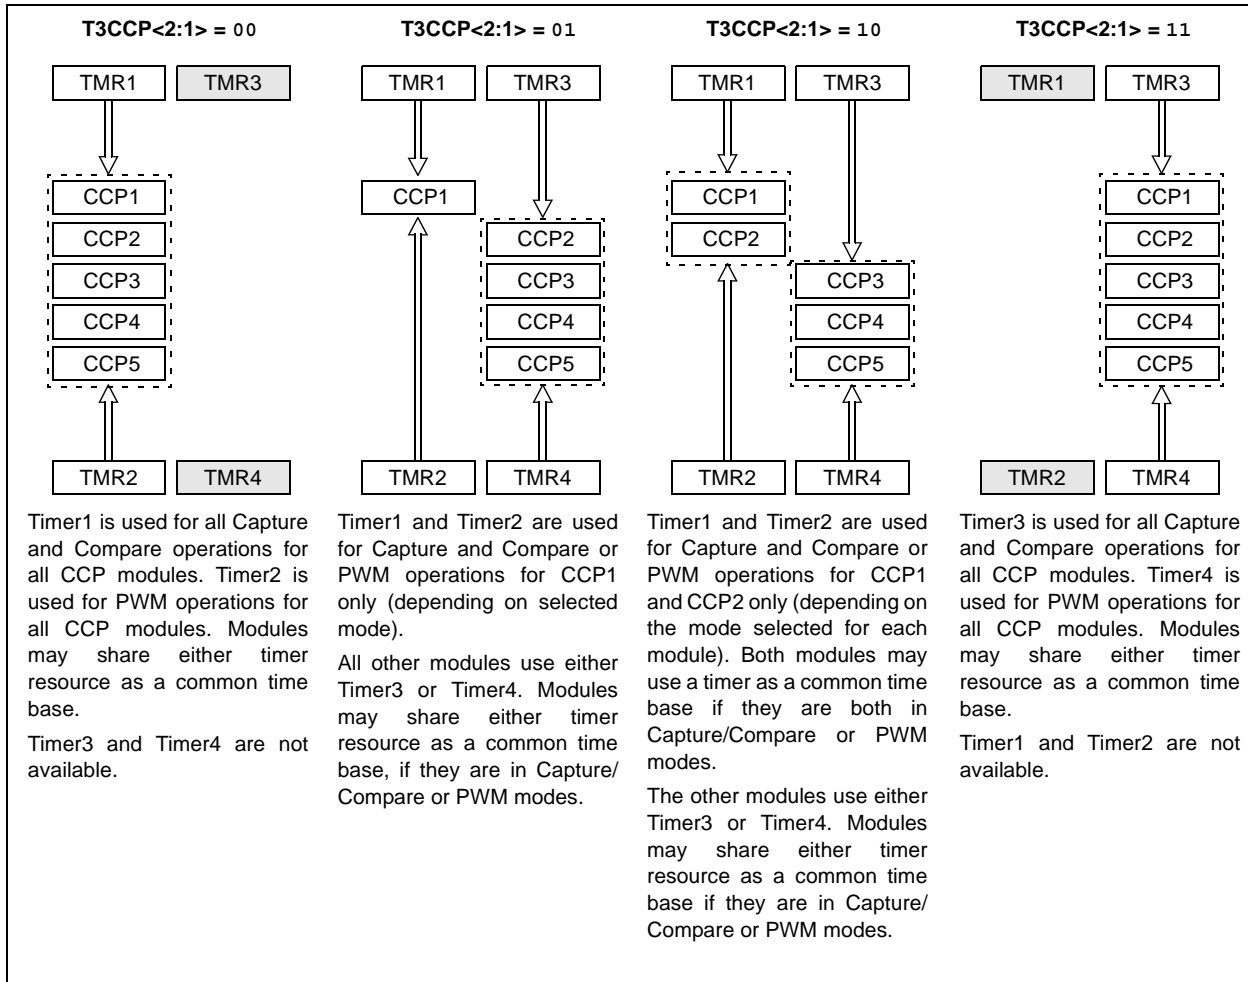 T3CCP<2:1> = 00
TMR1
TMR3
CCP1
CCP2
CCP3
CCP4
CCP5
TMR2
TMR4
Timer1 is used for all Capture
and Compare operations for
all CCP modules. Timer2 is
used for PWM operations for
all CCP modules. Modules
may share either timer
resource as a common time
base.
Timer3 and Timer4 are not
available.
T3CCP<2:1> = 01
TMR1
TMR3
CCP1
CCP2
CCP3
CCP4
CCP5
TMR2
TMR4
Timer1 and Timer2 are used
for Capture and Compare or
PWM operations for CCP1
only (depending on selected
mode).
All other modules use either
Timer3 or Timer4. Modules
may share either timer
resource as a common time
base, if they are in Capture/
Compare or PWM modes.
T3CCP<2:1> = 10
TMR1
TMR3
CCP1
CCP2
CCP3
CCP4
CCP5
TMR2
TMR4
Timer1 and Timer2 are used
for Capture and Compare or
PWM operations for CCP1
and CCP2 only (depending on
the mode selected for each
module). Both modules may
use a timer as a common time
base if they are both in
Capture/Compare or PWM
modes.
The other modules use either
Timer3 or Timer4. Modules
may share either timer
resource as a common time
base if they are in Capture/
Compare or PWM modes.
T3CCP<2:1> = 11
TMR1
TMR3
CCP1
CCP2
CCP3
CCP4
CCP5
TMR2
TMR4
Timer3 is used for all Capture
and Compare operations for
all CCP modules. Timer4 is
used for PWM operations for
all CCP modules. Modules
may share either timer
resource as a common time
base.
Timer1 and Timer2 are not
available.